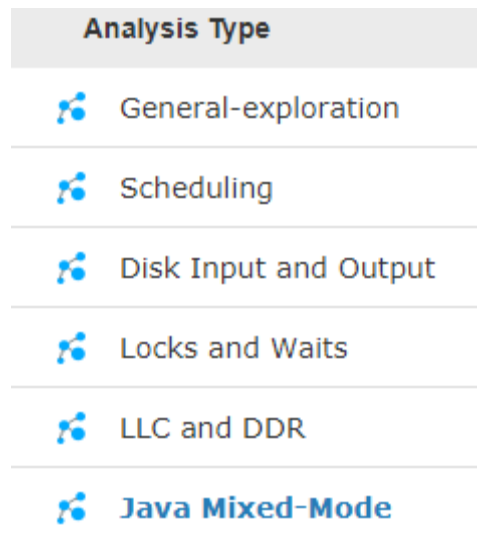 Analysis Type
General-exploration
Scheduling
Disk Input and Output
Locks and Waits
LLC and DDR
Java Mixed-Mode